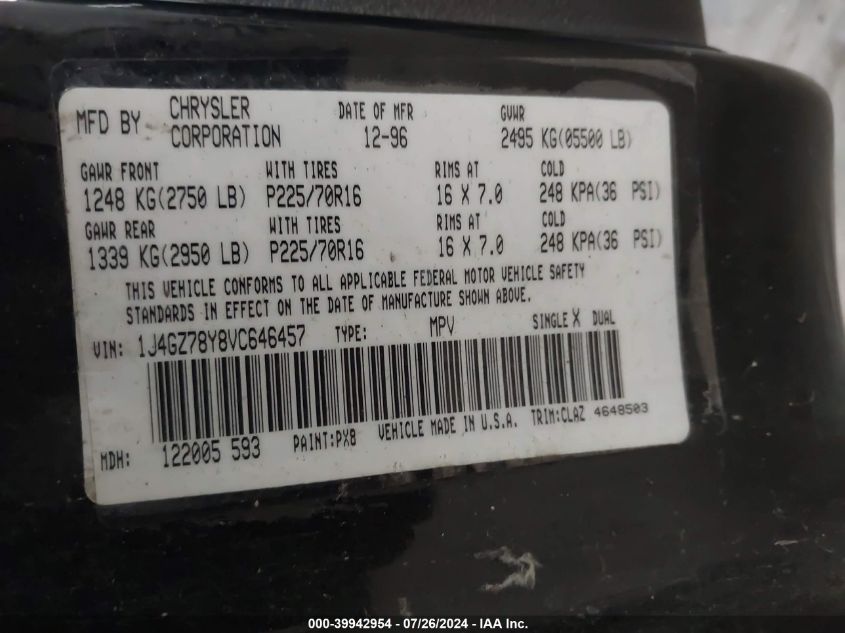 MFD BY CHRYSLER CORPORATION DATE OF MFR 12-96 GVWR 2495 KG(05500 LB)
GAWR FRONT WITH TIRES RIMS AT COLD
1248 KG(2750 LB) P225/70R16 16 X 7.0 248 KPA(36 PSI)
GAWR REAR WITH TIRES RIMS AT COLD
1339 KG(2950 LB) P225/70R16 16 X 7.0 248 KPA(36 PSI)
THIS VEHICLE CONFORMS TO ALL APPLICABLE FEDERAL MOTOR VEHICLE SAFETY
STANDARDS IN EFFECT ON THE DATE OF MANUFACTURE SHOWN ABOVE.
VIN: 1J4GZ78Y8VC646457 TYPE: MPV SINGLE X DUAL
MDH: 122005 593 PAINT:PX8 VEHICLE MADE IN U.S.A. TRIM:CLAZ 4648503
000-39942954 / 07/26/2024 - IAA Inc.